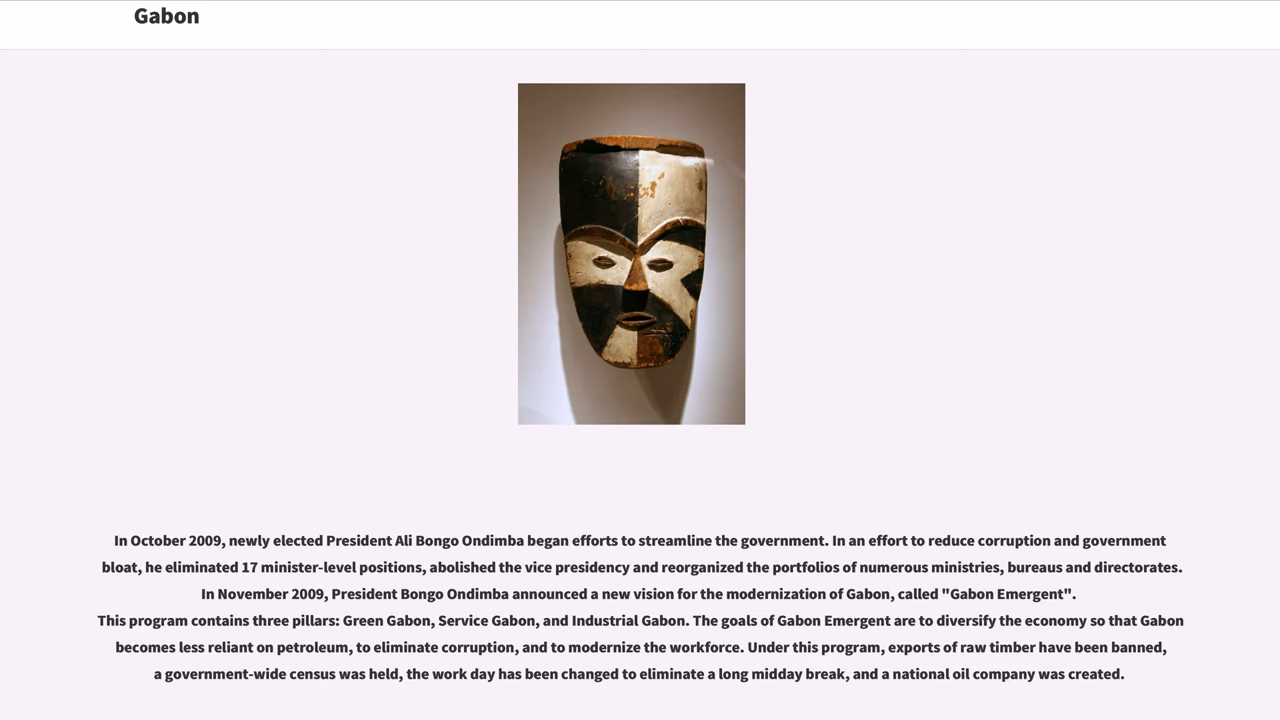 Gabon
In October 2009, newly elected President Ali Bongo Ondimba began efforts to streamline the government. In an effort to reduce corruption and government
bloat, he eliminated 17 minister-level positions, abolished the vice presidency and reorganized the portfolios of numerous ministries, bureaus and directorates.
In November 2009, President Bongo Ondimba announced a new vision for the modernization of Gabon, called "Gabon Emergent".
This program contains three pillars: Green Gabon, Service Gabon, and Industrial Gabon. The goals of Gabon Emergent are to diversify the economy so that Gabon
becomes less reliant on petroleum, to eliminate corruption, and to modernize the workforce. Under this program, exports of raw timber have been banned,
a government-wide census was held, the work day has been changed to eliminate a long midday break, and a national oil company was created.